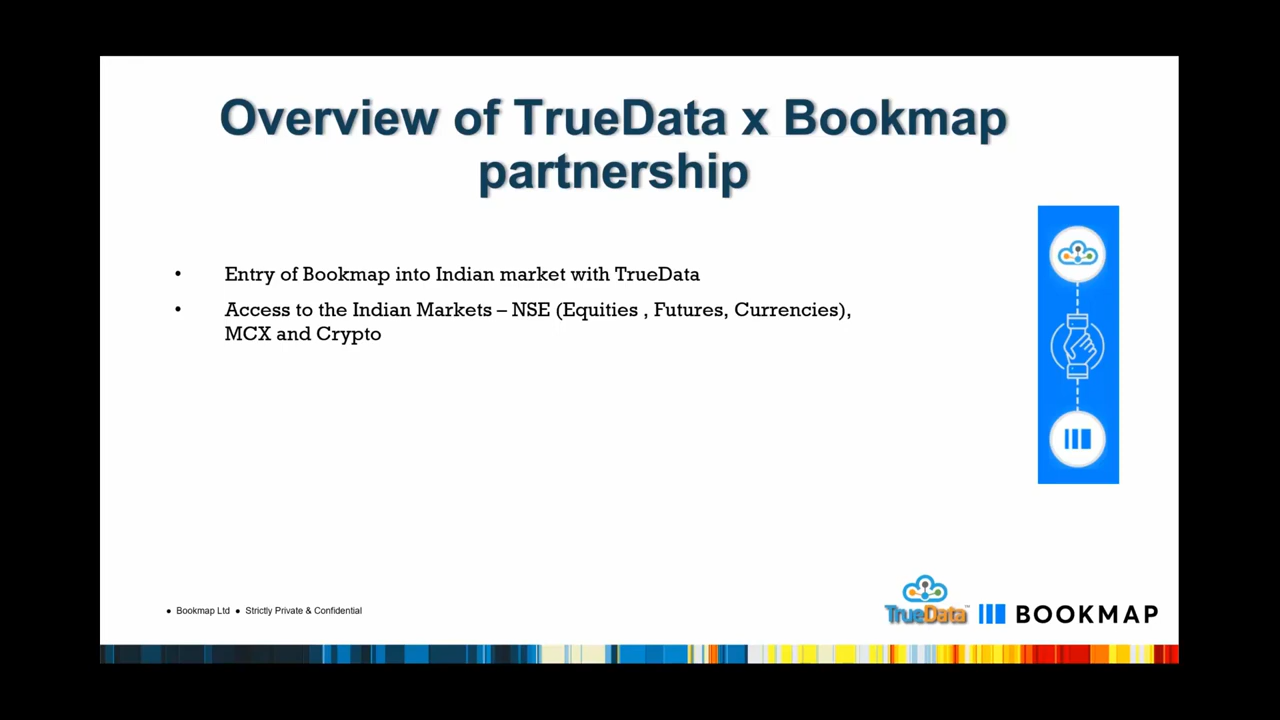 Overview of TrueData x Bookmap
partnership
• Entry of Bookmap into Indian market with TrueData
• Access to the Indian Markets – NSE (Equities , Futures, Currencies),
MCX and Crypto
● Bookmap Ltd ● Strictly Private & Confidential
TrueData™ BOOKMAP